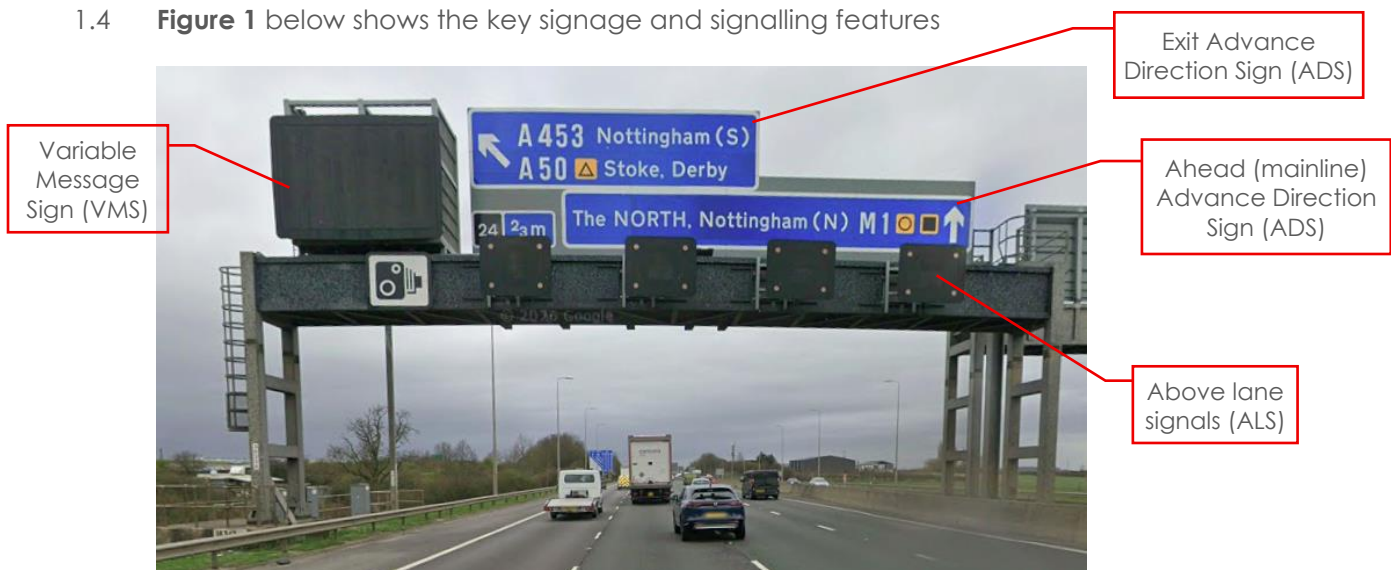 1.4 Figure 1 below shows the key signage and signalling features
Exit Advance
Direction Sign (ADS)
Variable
Message
Sign (VMS)
A453 Nottingham (S)
A50 Stoke, Derby
The NORTH, Nottingham (N) M1
24 ⅔m
Ahead (mainline)
Advance Direction
Sign (ADS)
© 2026 Google
Above lane
signals (ALS)